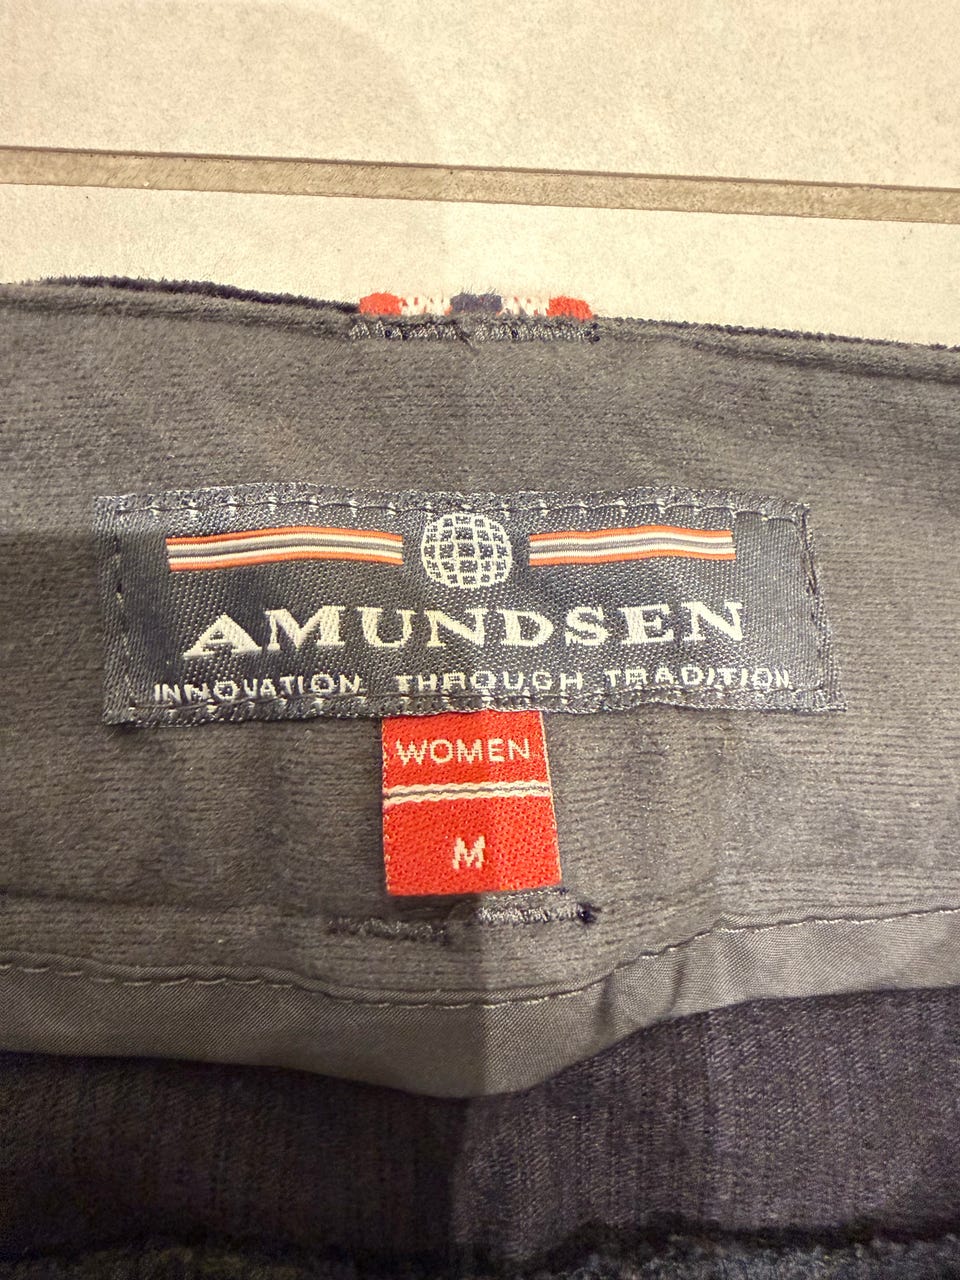 AMUNDSEN
INNOVATION THROUGH TRADITION
WOMEN
M